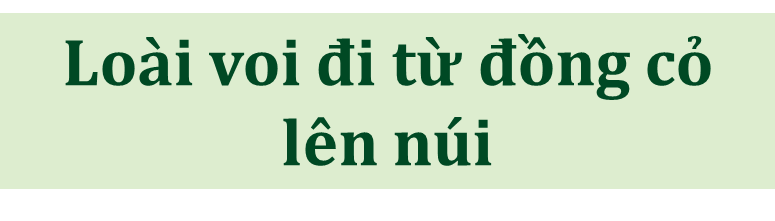 Loài voi đi từ đồng cỏ
lên núi